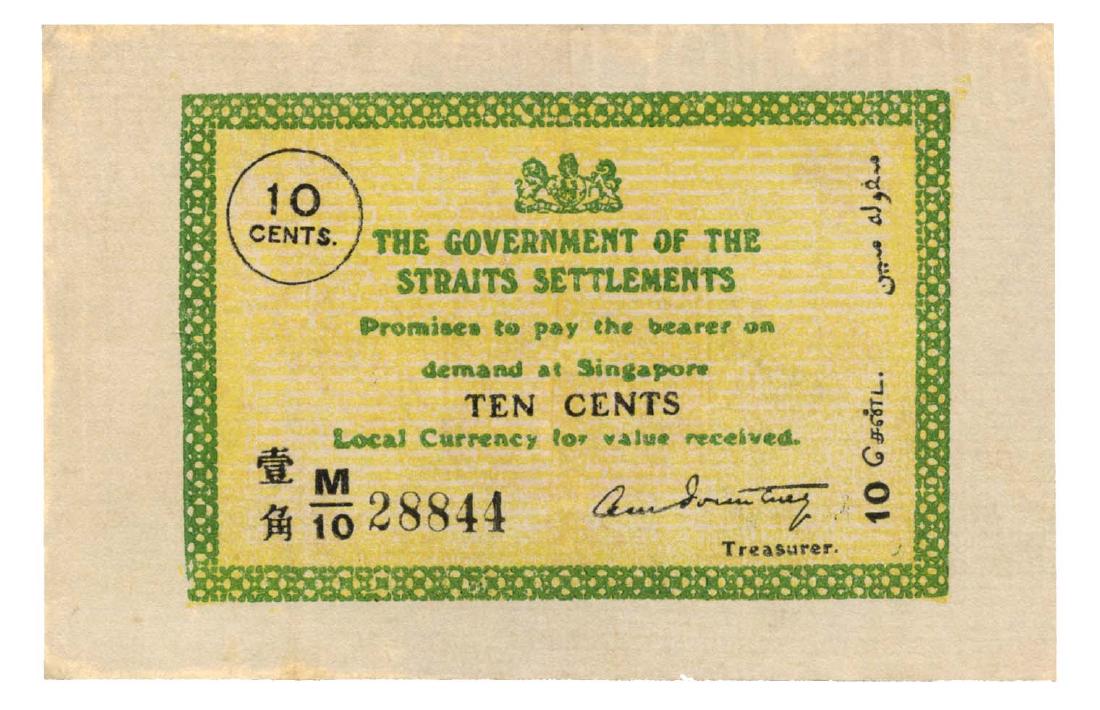 10
CENTS.
THE GOVERNMENT OF THE
STRAITS SETTLEMENTS
Promises to pay the bearer on
demand at Singapore
TEN CENTS
Local Currency for value received.
壹角
M/10 28844
Treasurer.
10 சென்ட.
سڤوله